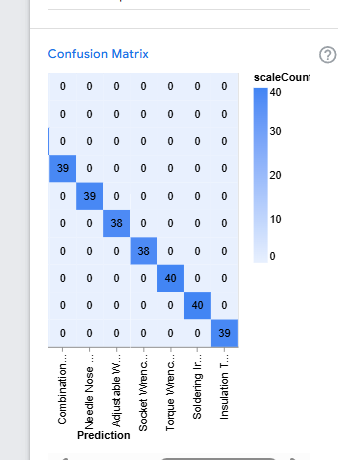 Confusion Matrix
scaleCount
0 0 0 0 0 0 0
0 0 0 0 0 0 0
0 0 0 0 0 0 0
39 0 0 0 0 0 0
0 39 0 0 0 0 0
0 0 38 0 0 0 0
0 0 0 38 0 0 0
0 0 0 0 40 0 0
0 0 0 0 0 40 0
0 0 0 0 0 0 39
40
30
20
10
0
Combination...
Needle Nose ...
Adjustable W...
Socket Wrenc...
Torque Wrenc...
Soldering Ir...
Insulation T...
Prediction